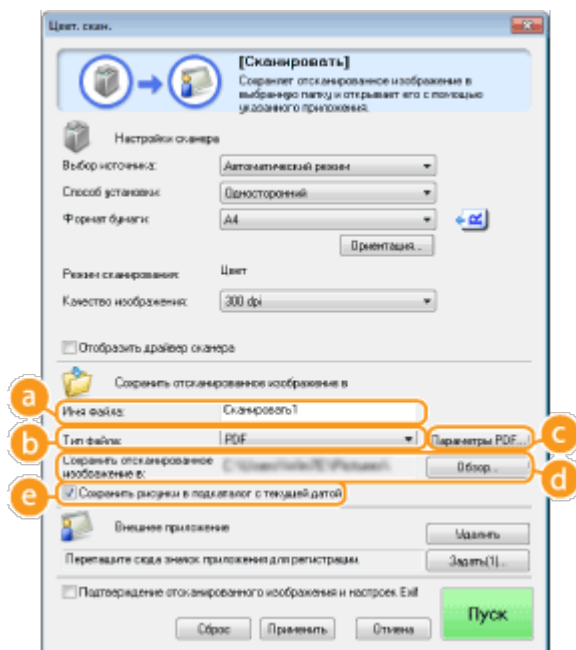 Цвет. скан.
[Сканировать]
Сохраняет отсканированное изображение в
выбранную папку и открывает его с помощью
указанного приложения.
Настройки сканера
Выбор источника: Автоматический режим
Способ установки: Односторонний
Формат бумаги: A4
Ориентация...
Режим сканирования: Цвет
Качество изображения: 300 dpi
Отобразить драйвер сканера
Сохранить отсканированное изображение в
a
Имя файла: Сканировать1
b
Тип файла: PDF
Параметры PDF...
c
Сохранить отсканированное
изображение в:
Обзор...
d
e
Сохранить рисунки в подкаталог с текущей датой
Внешнее приложение
Удалить
Перетащите сюда значок приложения для регистрации.
Задать(1)...
Подтверждение отсканированного изображения и настроек Exif
Сброс Применить Отмена
Пуск